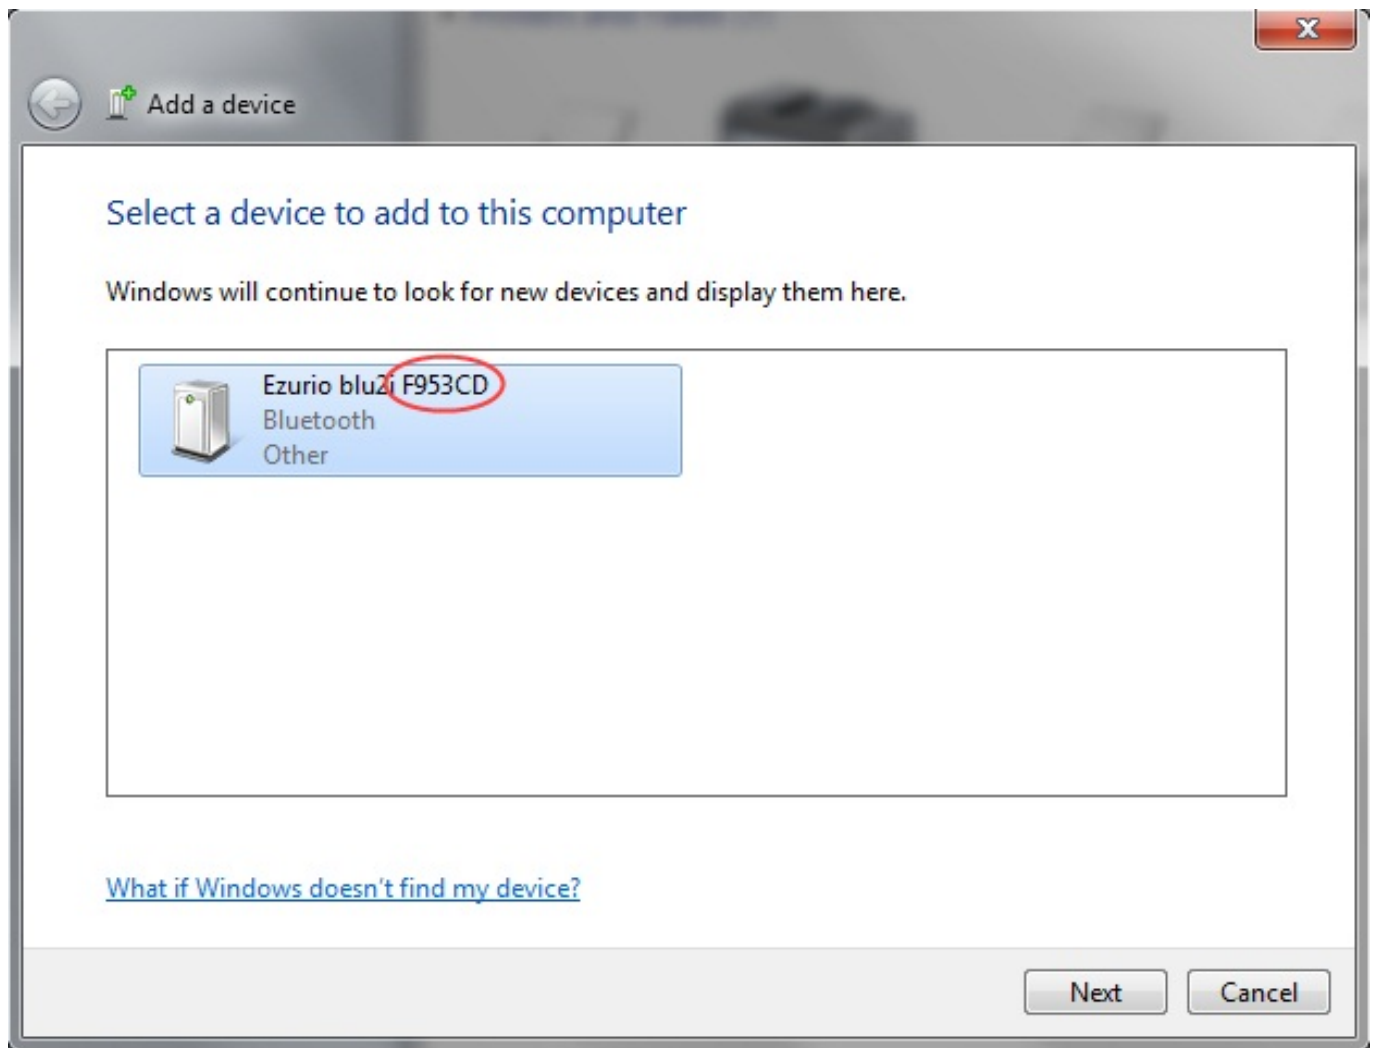 Add a device
Select a device to add to this computer
Windows will continue to look for new devices and display them here.
Ezurio blu2i F953CD
Bluetooth
Other
What if Windows doesn't find my device?
Next
Cancel